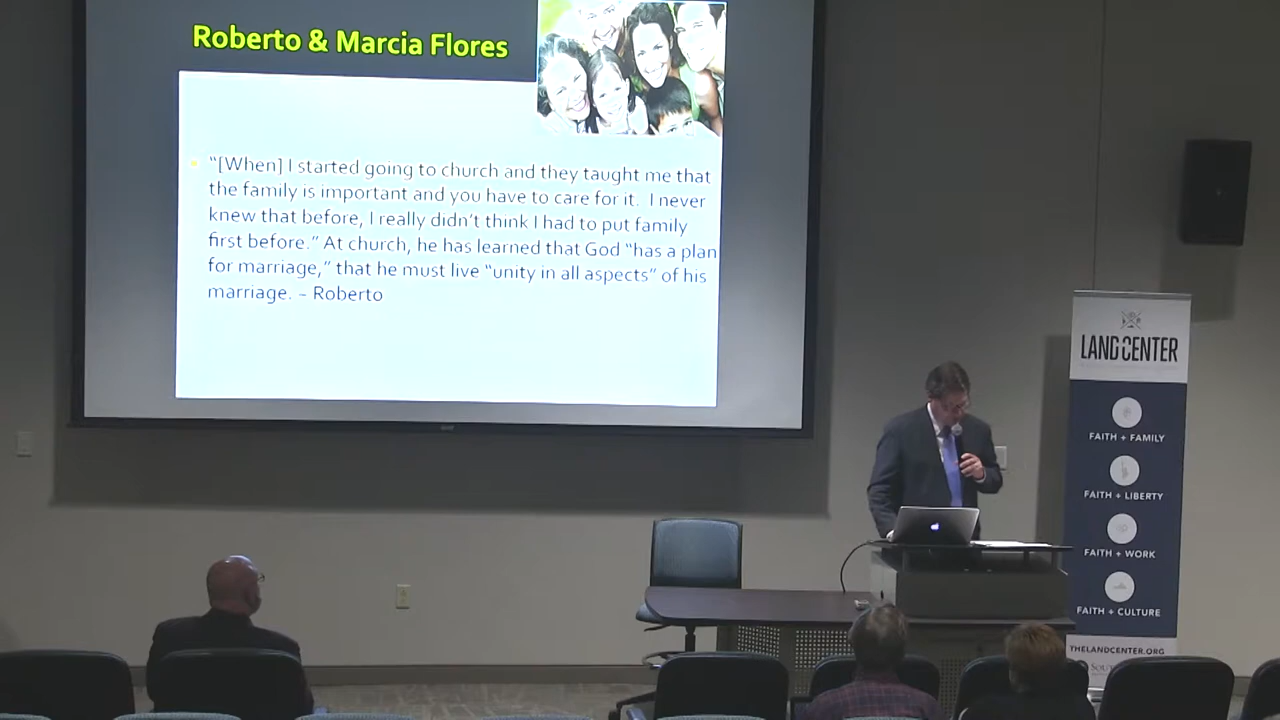 Roberto & Marcia Flores
"[When] I started going to church and they taught me that
the family is important and you have to care for it. I never
knew that before, I really didn't think I had to put family
first before." At church, he has learned that God "has a plan
for marriage," that he must live "unity in all aspects" of his
marriage. – Roberto
LAND CENTER
FAITH + FAMILY
FAITH + LIBERTY
FAITH + WORK
FAITH + CULTURE
THELANDCENTER.ORG